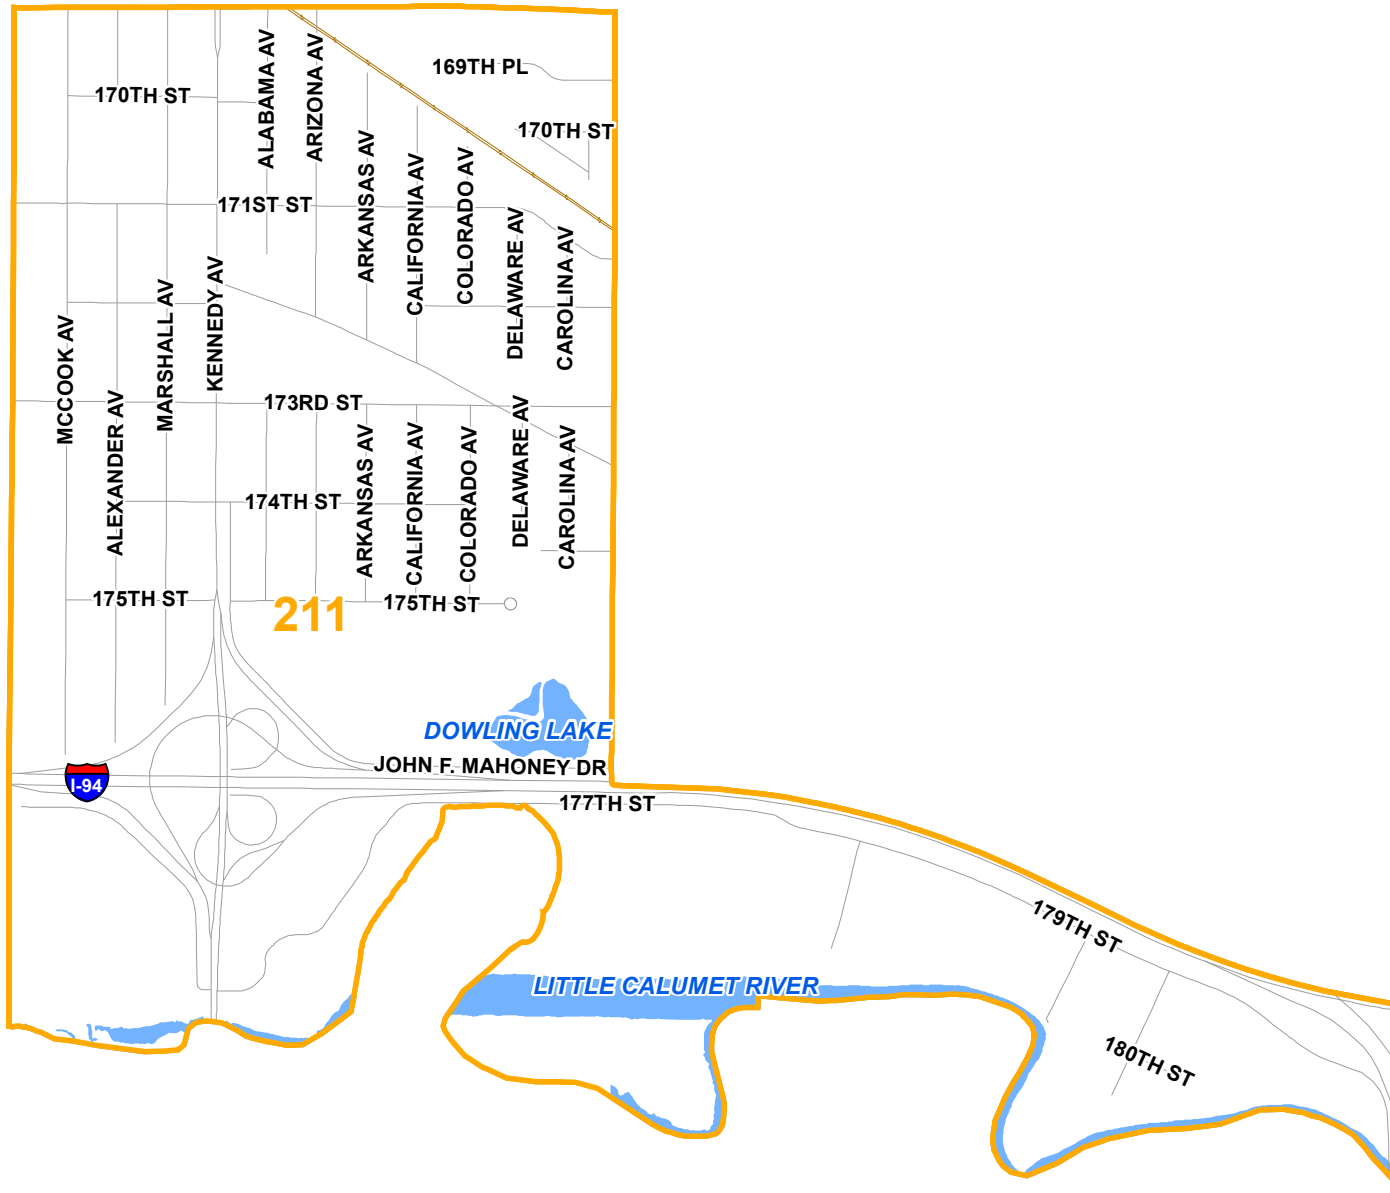 169TH PL
170TH ST
170TH ST
ALABAMA AV
ARIZONA AV
ARKANSAS AV
CALIFORNIA AV
COLORADO AV
171ST ST
DELAWARE AV
CAROLINA AV
MCCOOK AV
MARSHALL AV
KENNEDY AV
ALEXANDER AV
173RD ST
ARKANSAS AV
CALIFORNIA AV
COLORADO AV
DELAWARE AV
CAROLINA AV
174TH ST
175TH ST
211
175TH ST
DOWLING LAKE
JOHN F. MAHONEY DR
I-94
177TH ST
179TH ST
LITTLE CALUMET RIVER
180TH ST